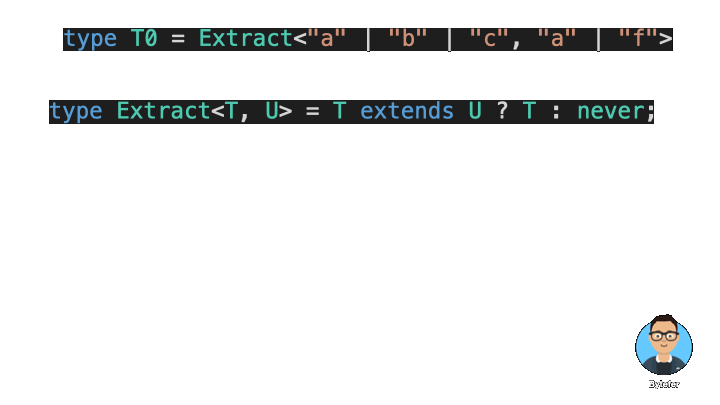 type T0 = Extract<"a" | "b" | "c", "a" | "f">
type Extract<T, U> = T extends U ? T : never;
Bytefer